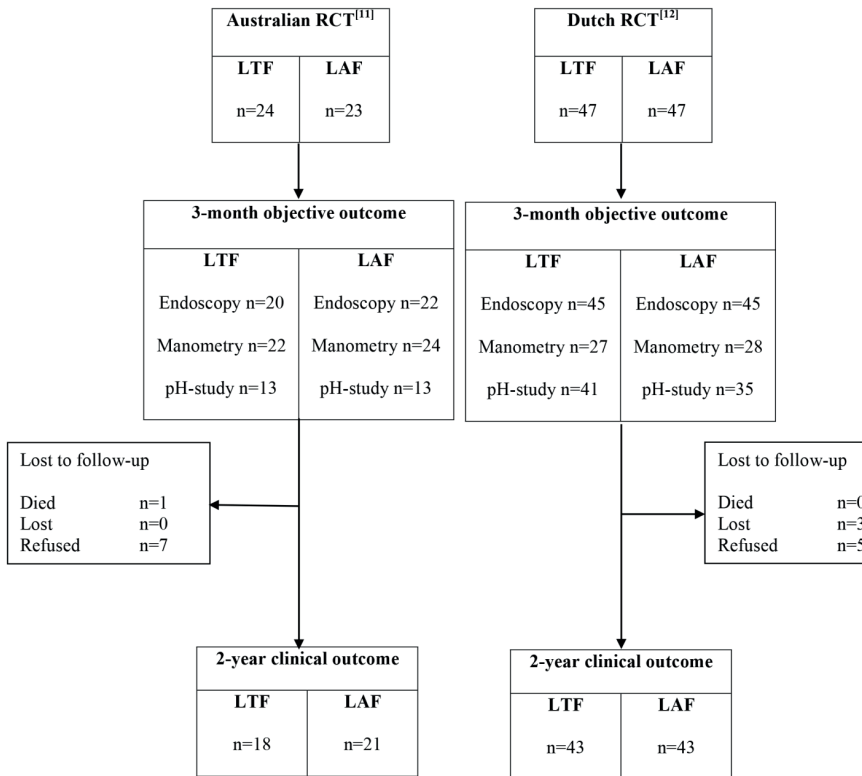 Australian RCT[11]
LTF LAF
n=24 n=23
Dutch RCT[12]
LTF LAF
n=47 n=47
3-month objective outcome
LTF LAF
Endoscopy n=20 Endoscopy n=22
Manometry n=22 Manometry n=24
pH-study n=13 pH-study n=13
3-month objective outcome
LTF LAF
Endoscopy n=45 Endoscopy n=45
Manometry n=27 Manometry n=28
pH-study n=41 pH-study n=35
Lost to follow-up
Died n=1
Lost n=0
Refused n=7
Lost to follow-up
Died n=0
Lost n=3
Refused n=5
2-year clinical outcome
LTF LAF
n=18 n=21
2-year clinical outcome
LTF LAF
n=43 n=43